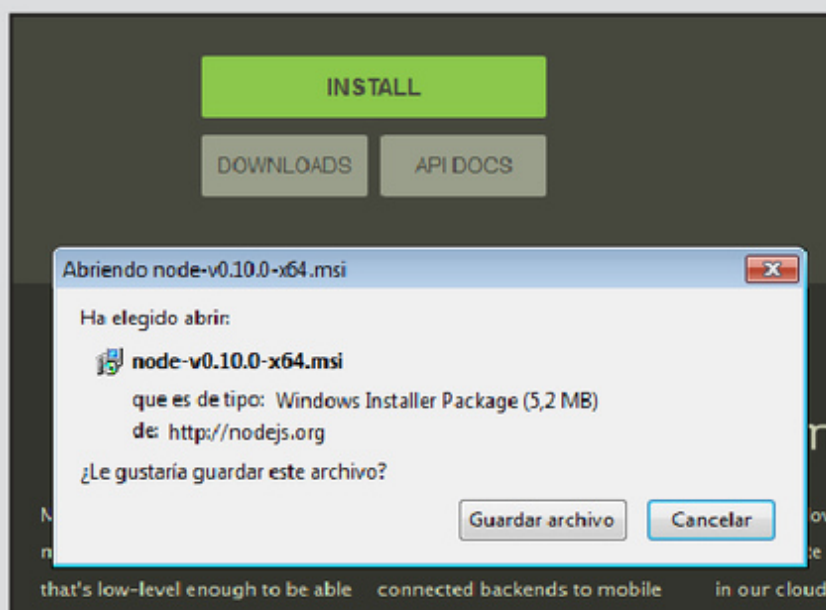 INSTALL
DOWNLOADS API DOCS
Abriendo node-v0.10.0-x64.msi
Ha elegido abrir:
node-v0.10.0-x64.msi
que es de tipo: Windows Installer Package (5,2 MB)
de: http://nodejs.org
¿Le gustaría guardar este archivo?
Guardar archivo Cancelar
that's low-level enough to be able connected backends to mobile in our cloud